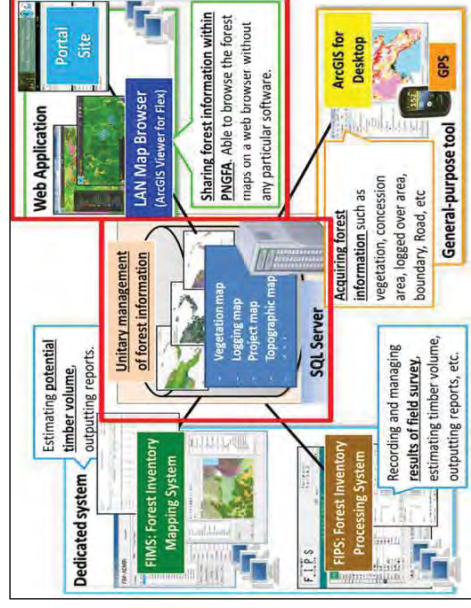 Dedicated system
Estimating potential
timber volume,
outputting reports.
FIMS: Forest Inventory
Mapping System
FIPS
FIPS: Forest Inventory
Processing System
Recording and managing
results of field survey,
estimating timber volume,
outputting reports, etc.
Unitary management
of forest information
Vegetation map
Logging map
Project map
Topographic map
SQL Server
Web Application
Portal
Site
LAN Map Browser
(ArcGIS Viewer for Flex)
Sharing forest information within
PNGFA. Able to browse the forest
maps on a web browser without
any particular software.
Acquiring forest
information such as
vegetation, concession
area, logged over area,
boundary, Road, etc
ArcGIS for
Desktop
GPS
General-purpose tool